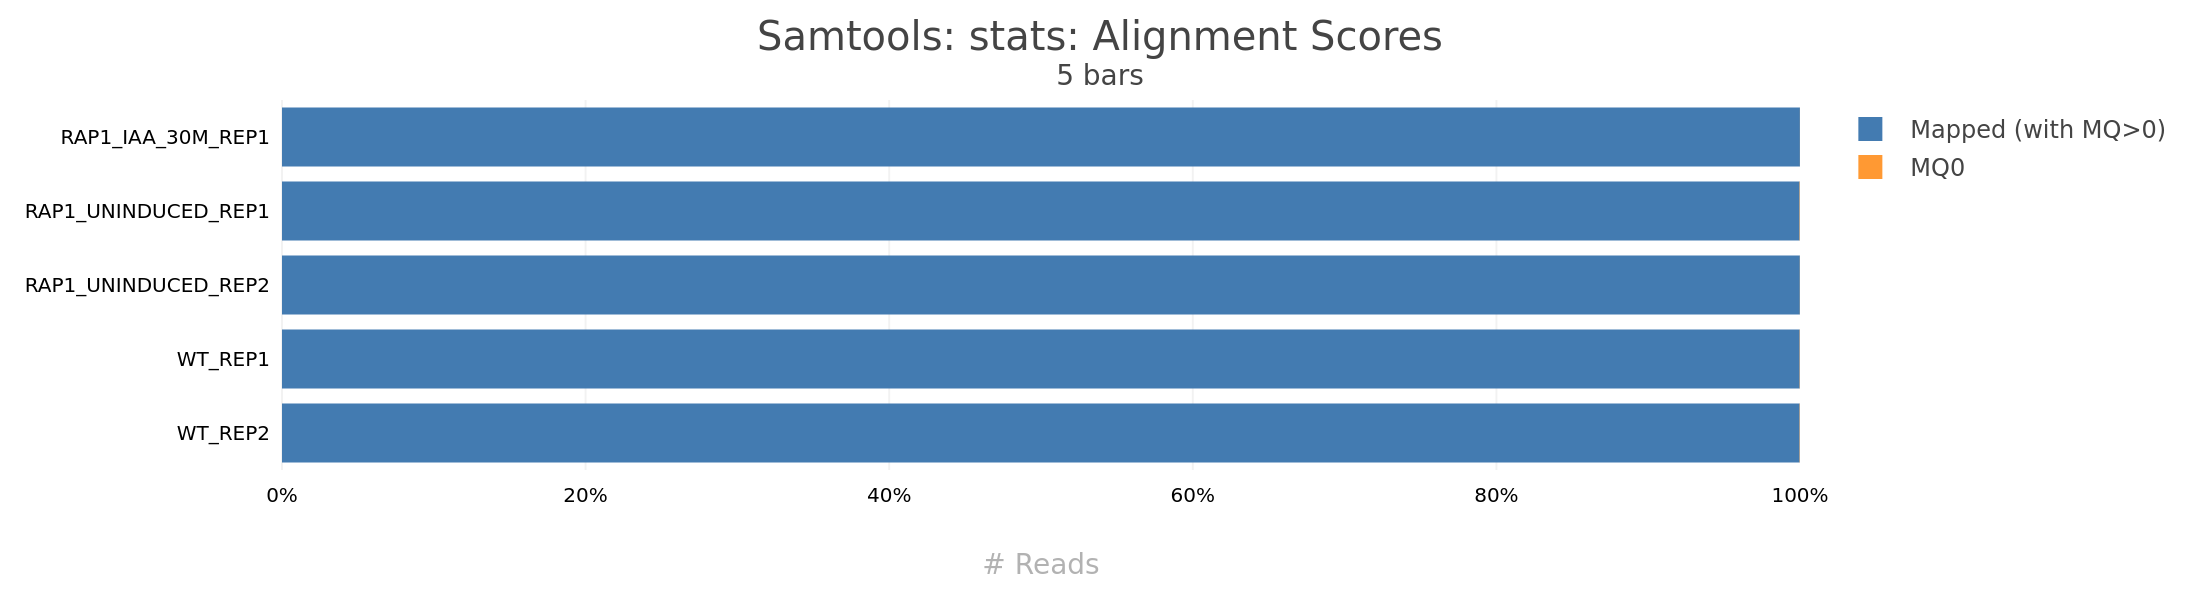 Samtools: stats: Alignment Scores
5 bars
RAP1_IAA_30M_REP1
RAP1_UNINDUCED_REP1
RAP1_UNINDUCED_REP2
WT_REP1
WT_REP2
0% 20% 40% 60% 80% 100%
# Reads
Mapped (with MQ>0)
MQ0